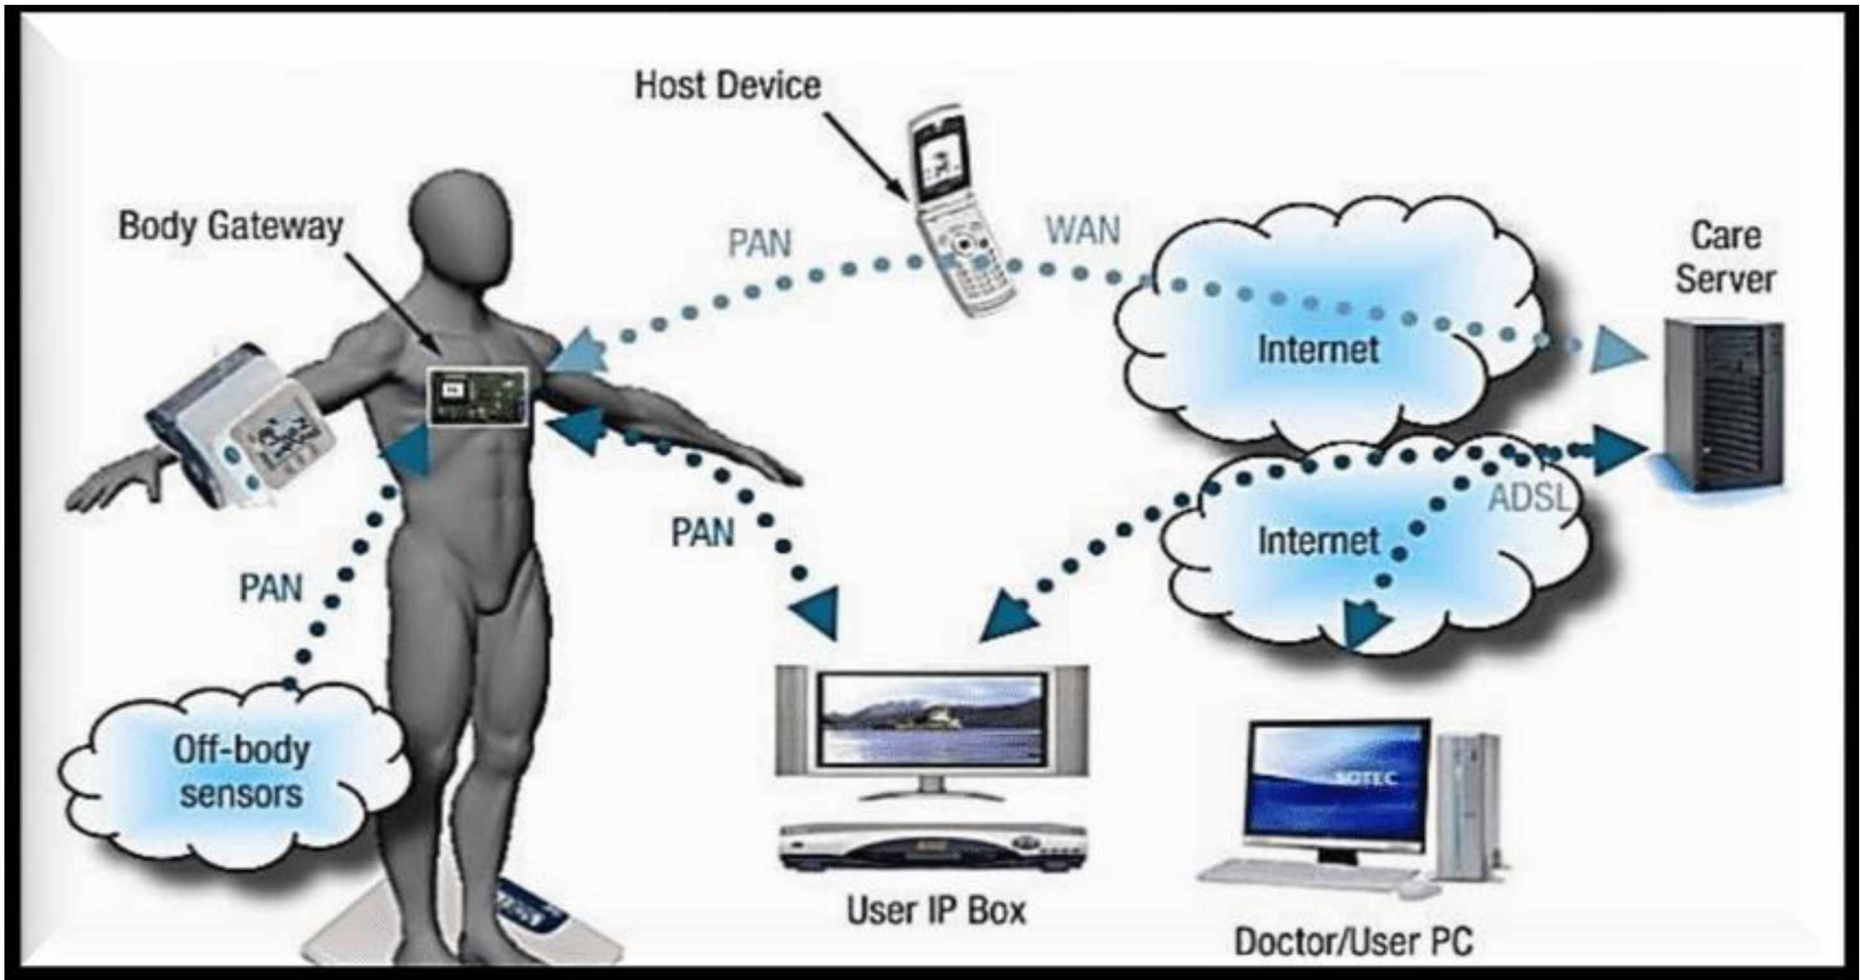 Host Device
Body Gateway
PAN
WAN
Care
Server
Internet
ADSL
Internet
PAN
PAN
Off-body
sensors
SOTEC
User IP Box
Doctor/User PC